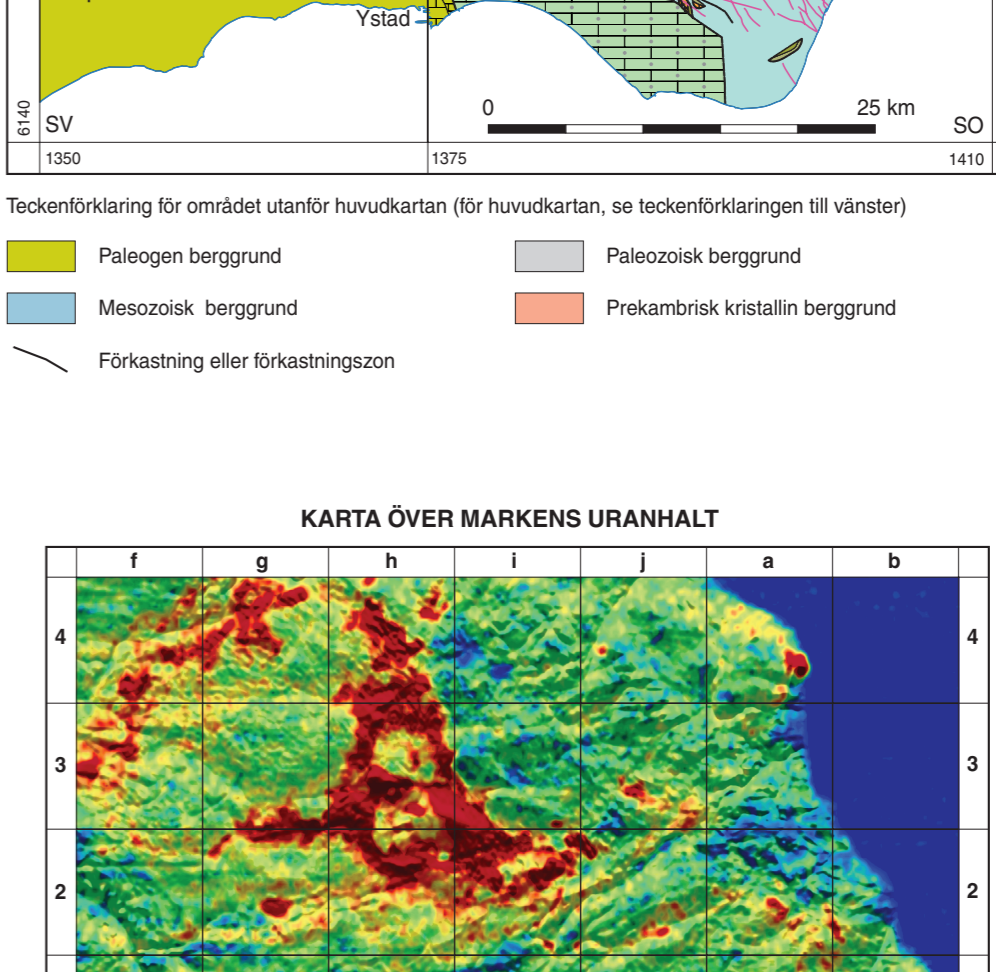 Ystad
6140
SV
0
25 km
SO
1350
1375
1410
Teckenförklaring för området utanför huvudkartan (för huvudkartan, se teckenförklaringen till vänster)
Paleogen berggrund
Paleozoisk berggrund
Mesozoisk berggrund
Prekambrisk kristallin berggrund
Förkastning eller förkastningszon
KARTA ÖVER MARKENS URANHALT
f g h i j a b
4 4
3 3
2 2